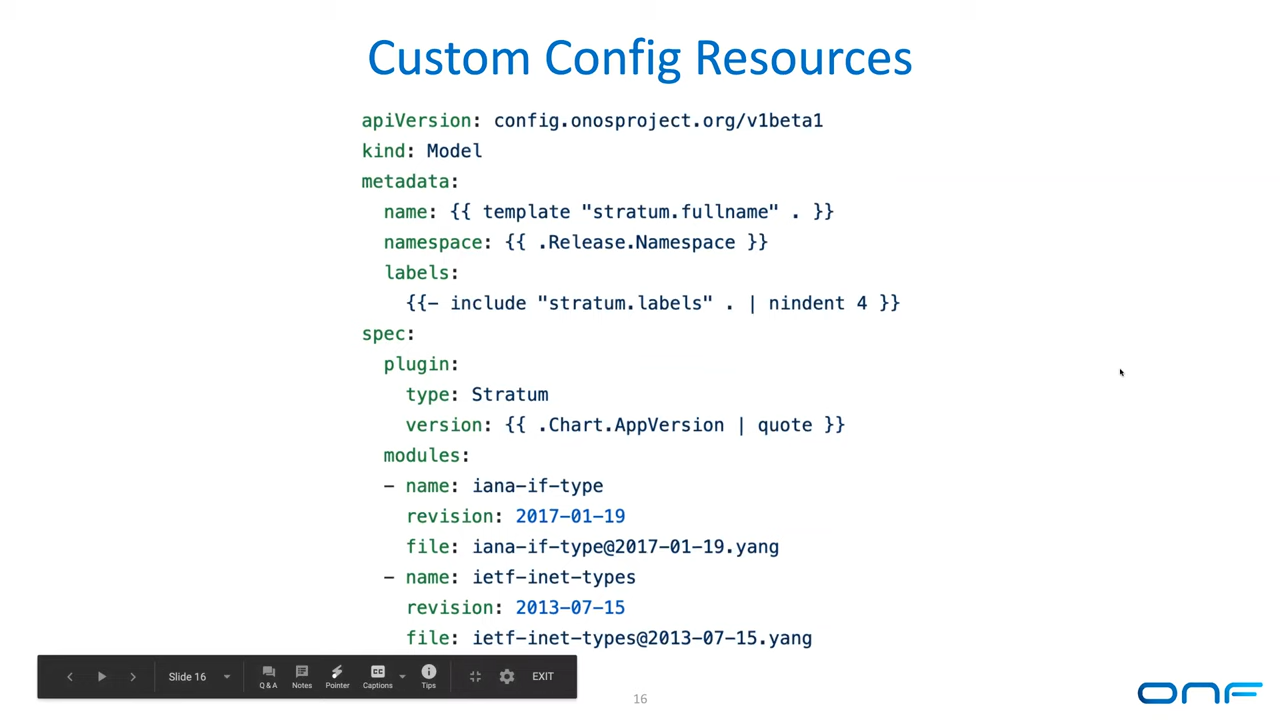 Custom Config Resources
apiVersion: config.onosproject.org/v1beta1
kind: Model
metadata:
  name: {{ template "stratum.fullname" . }}
  namespace: {{ .Release.Namespace }}
  labels:
    {{- include "stratum.labels" . | nindent 4 }}
spec:
  plugin:
    type: Stratum
    version: {{ .Chart.AppVersion | quote }}
  modules:
  - name: iana-if-type
    revision: 2017-01-19
    file: iana-if-type@2017-01-19.yang
  - name: ietf-inet-types
    revision: 2013-07-15
    file: ietf-inet-types@2013-07-15.yang
Slide 16
Q & A
Notes
Pointer
CC
Captions
Tips
EXIT
16
ONF